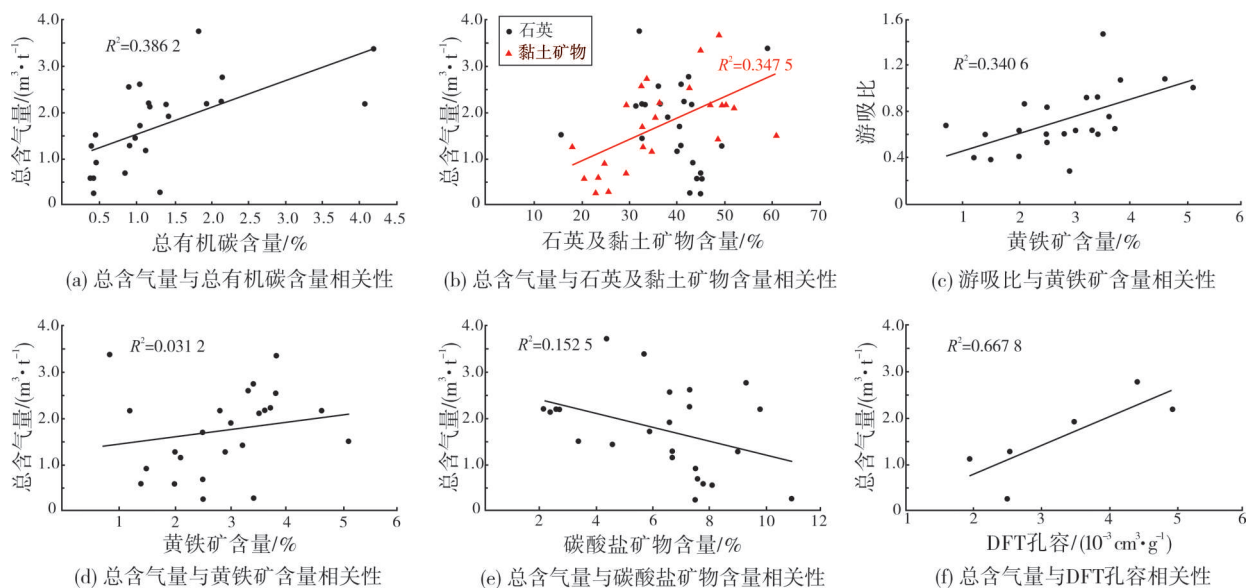 4.0
3.0
2.0
1.0
0
总含气量/(m³·t⁻¹)
R²=0.386 2
0.5 1.0 1.5 2.0 2.5 3.0 3.5 4.0 4.5
总有机碳含量/%
(a) 总含气量与总有机碳含量相关性
4.0
3.0
2.0
1.0
0
总含气量/(m³·t⁻¹)
石英
黏土矿物
R²=0.347 5
10 20 30 40 50 60 70
石英及黏土矿物含量/%
(b) 总含气量与石英及黏土矿物含量相关性
1.6
1.2
0.8
0.4
0
游吸比
R²=0.340 6
1 2 3 4 5 6
黄铁矿含量/%
(c) 游吸比与黄铁矿含量相关性
4.0
3.0
2.0
1.0
0
总含气量/(m³·t⁻¹)
R²=0.031 2
1 2 3 4 5 6
黄铁矿含量/%
(d) 总含气量与黄铁矿含量相关性
4.0
3.0
2.0
1.0
0
总含气量/(m³·t⁻¹)
R²=0.152 5
2 4 6 8 10 12
碳酸盐矿物含量/%
(e) 总含气量与碳酸盐矿物含量相关性
4.0
3.0
2.0
1.0
0
总含气量/(m³·t⁻¹)
R²=0.667 8
1 2 3 4 5 6
DFT孔容/(10⁻³ cm³·g⁻¹)
(f) 总含气量与DFT孔容相关性